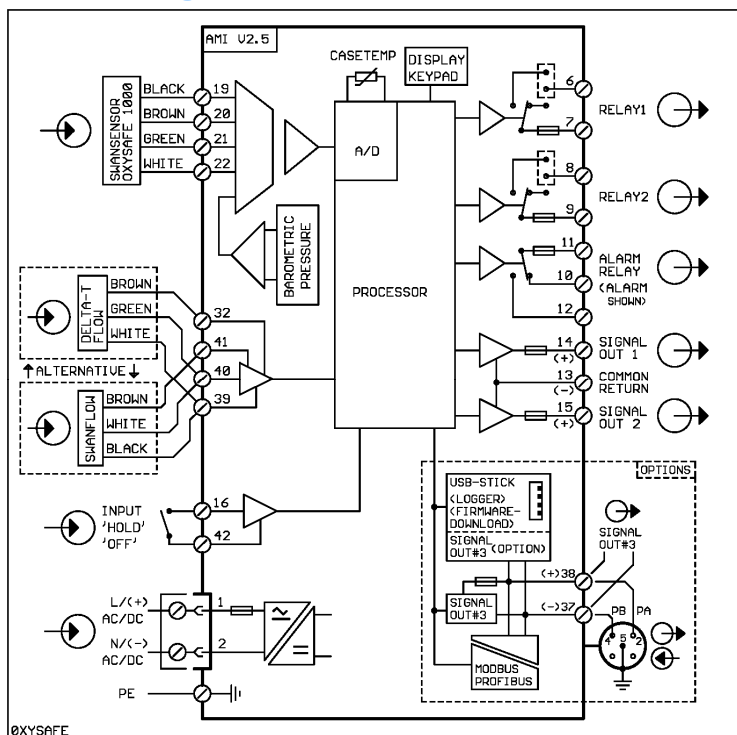 AMI V2.5
CASETEMP
DISPLAY
KEYPAD
SWANSENSOR
OXYSAFE 1000
BLACK 19
BROWN 20
GREEN 21
WHITE 22
A/D
BAROMETRIC
PRESSURE
PROCESSOR
6
RELAY1
7
8
RELAY2
9
11
ALARM
RELAY
10
(ALARM
SHOWN)
12
14
(+)
SIGNAL
OUT 1
13
(-)
COMMON
RETURN
15
(+)
SIGNAL
OUT 2
DELTA-T
FLOW
BROWN
GREEN
WHITE
32
41
40
39
↑ALTERNATIVE↓
SWANFLOW
BROWN
WHITE
BLACK
INPUT
'HOLD'
'OFF'
16
42
L/(+)
AC/DC
1
N/(-)
AC/DC
2
PE
OPTIONS
USB-STICK
(LOGGER)
(FIRMWARE-
DOWNLOAD)
SIGNAL
OUT#3 (OPTION)
SIGNAL
OUT#3
SIGNAL
OUT#3
(+)38
(-)37
PB PA
4 5 2
MODBUS
PROFIBUS
OXYSAFE